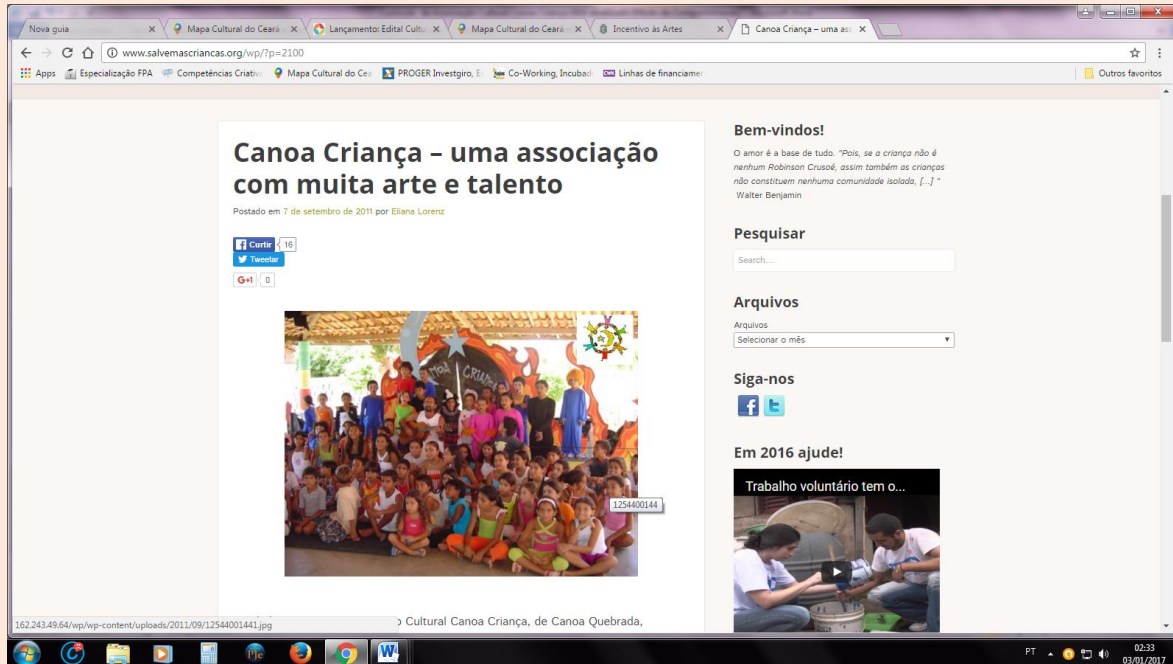 Nova guia
Mapa Cultural do Ceará
Lançamento: Edital Cultu
Mapa Cultural do Ceará
Incentivo às Artes
Canoa Criança – uma ass
www.salvemascriancas.org/wp/?p=2100
Apps
Especialização FPA
Competências Criativ
Mapa Cultural do Cea
PROGER Investgiro, E
Co-Working, Incubad
Linhas de financiamen
Outros favoritos
Canoa Criança – uma associação
com muita arte e talento
Postado em 7 de setembro de 2011 por Eliana Lorenz
Curtir 16
Tweetar
G+1 0
CRIANÇA
1254400144
Cultural Canoa Criança, de Canoa Quebrada,
Bem-vindos!
O amor é a base de tudo. "Pois, se a criança não é
nenhum Robinson Crusoé, assim também as crianças
não constituem nenhuma comunidade isolada, [...] "
Walter Benjamin
Pesquisar
Search...
Arquivos
Arquivos
Selecionar o mês
Siga-nos
Em 2016 ajude!
Trabalho voluntário tem o...
162.243.49.64/wp/wp-content/uploads/2011/09/12544001441.jpg
PJe
PT
02:33
03/01/2017